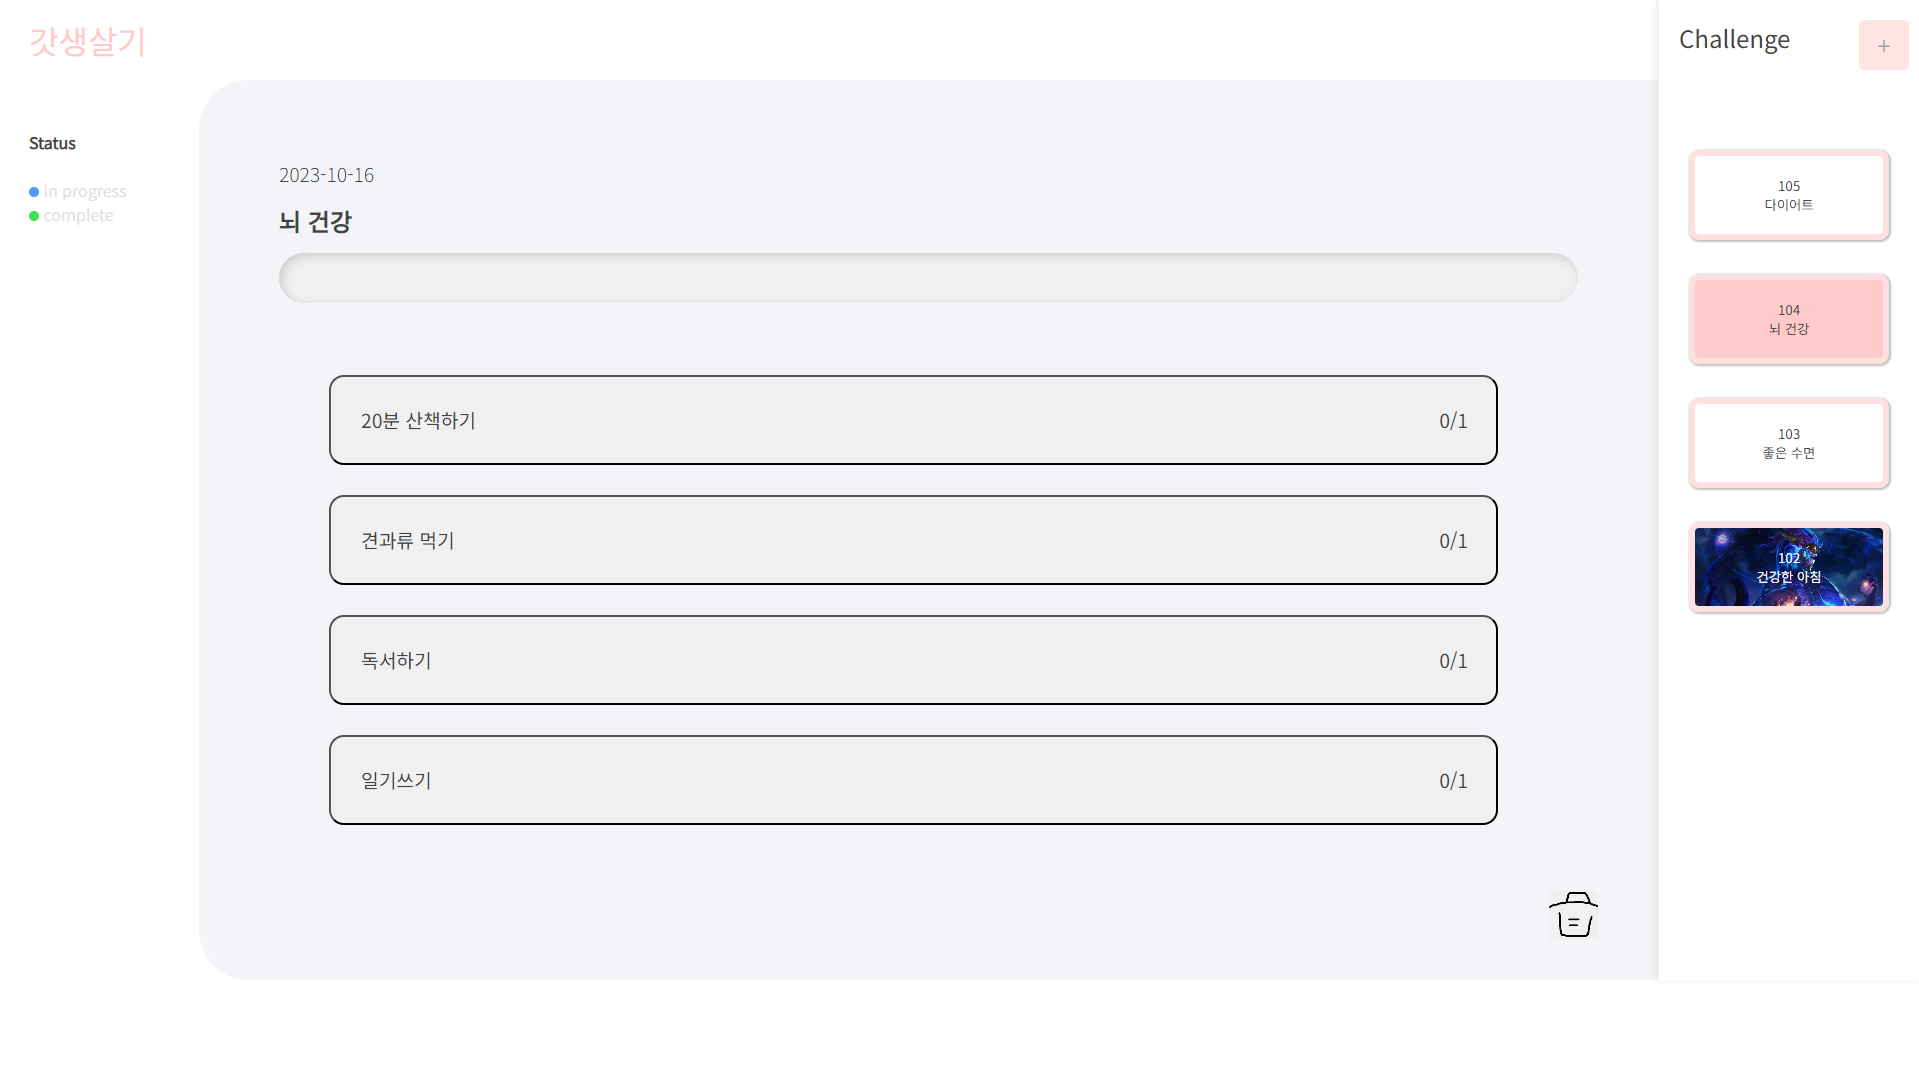 갓생살기
Status
in progress
complete
2023-10-16
뇌 건강
20분 산책하기 0/1
견과류 먹기 0/1
독서하기 0/1
일기쓰기 0/1
Challenge +
105
다이어트
104
뇌 건강
103
좋은 수면
102
건강한 아침